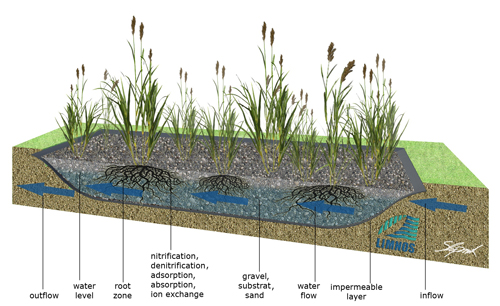 LIMNOS
outflow
water
level
root
zone
nitrification,
denitrification,
adsorption,
absorption,
ion exchange
gravel,
substrat,
sand
water
flow
impermeable
layer
inflow